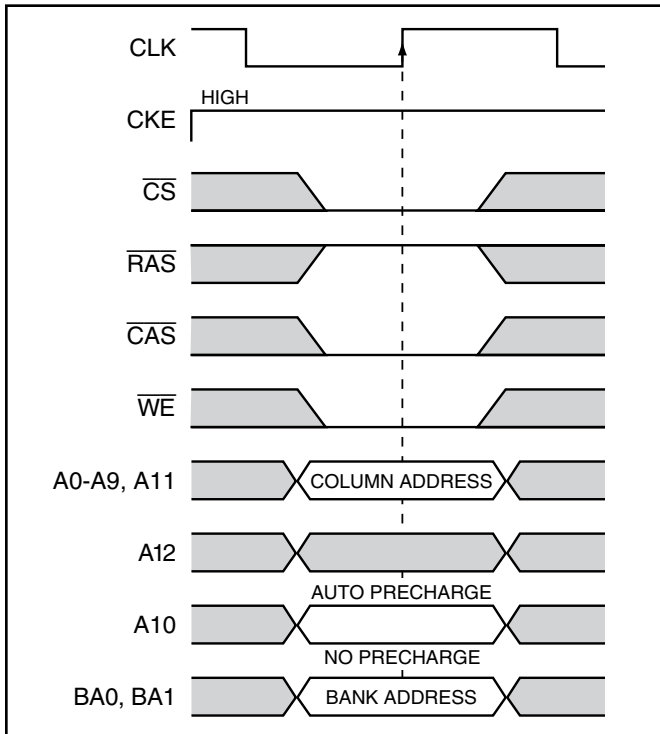 CLK
HIGH
CKE
CS
RAS
CAS
WE
A0-A9, A11 COLUMN ADDRESS
A12
AUTO PRECHARGE
A10
NO PRECHARGE
BA0, BA1 BANK ADDRESS